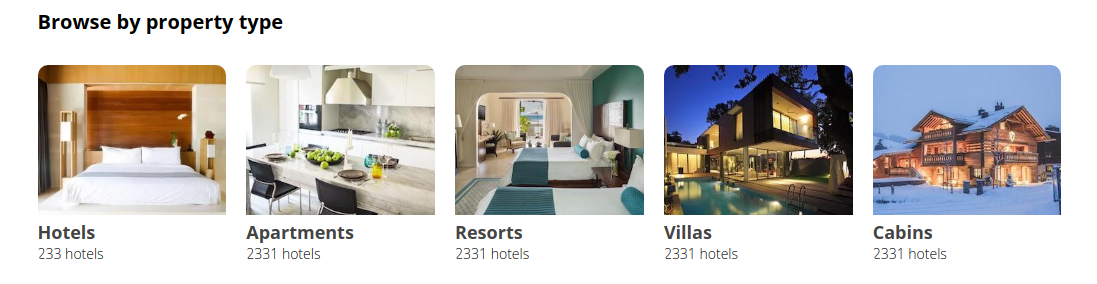 Browse by property type
Hotels
233 hotels
Apartments
2331 hotels
Resorts
2331 hotels
Villas
2331 hotels
Cabins
2331 hotels